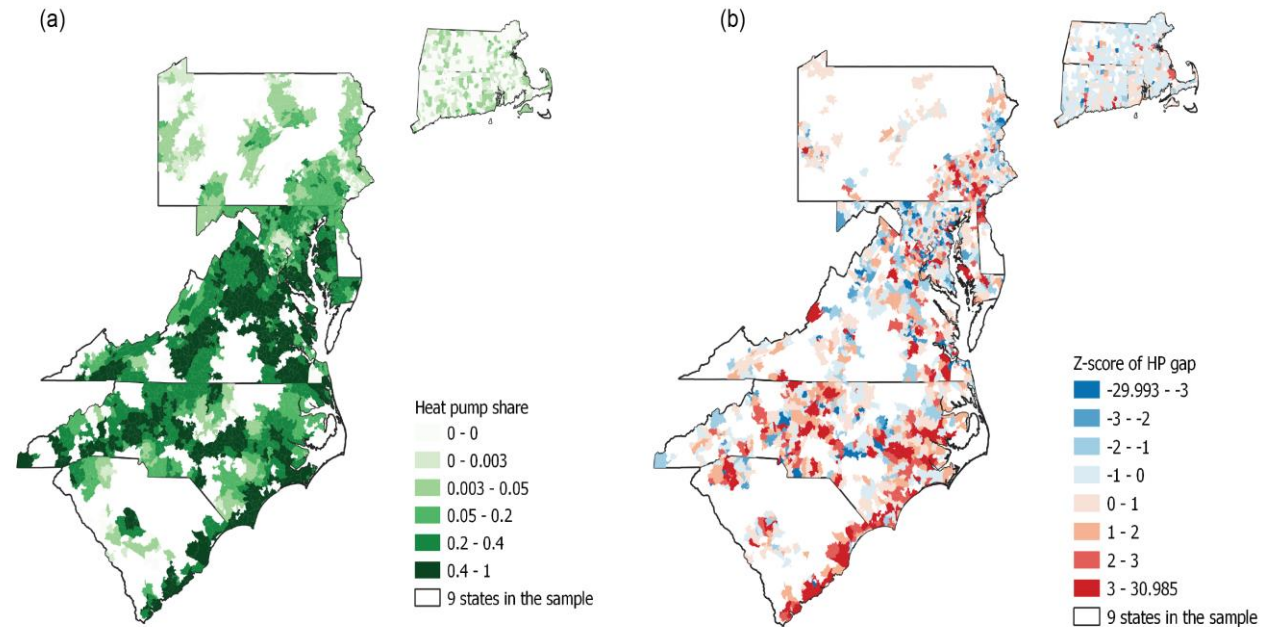 (a)
Heat pump share
0 - 0
0 - 0.003
0.003 - 0.05
0.05 - 0.2
0.2 - 0.4
0.4 - 1
9 states in the sample
(b)
Z-score of HP gap
-29.993 - -3
-3 - -2
-2 - -1
-1 - 0
0 - 1
1 - 2
2 - 3
3 - 30.985
9 states in the sample